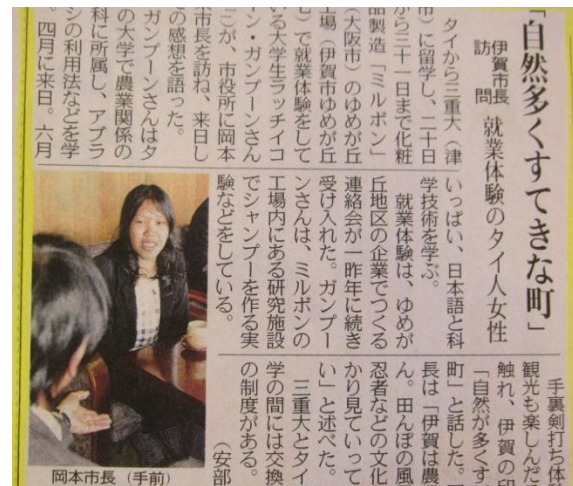 「自然多くすてきな町」
伊賀市長
訪問
就業体験のタイ人女性
タイから三重大（津
市）に留学し、二十日
から三十一日まで化粧
品製造「ミルボン」
（大阪市）のゆめが丘
工場（伊賀市ゆめが丘
七）で就業体験をして
いる大学生ラッチイコ
ン・ガンプーンさん
こが、市役所に岡本
市長を訪ね、来日し
の感想を語った。
ガンプーンさんはタ
の大学で農業関係の
科に所属し、アブラ
シの利用法などを学
。四月に来日。六月
いっぱい、日本語と科
学技術を学ぶ。
就業体験は、ゆめが
丘地区の企業でつくる
連絡会が一昨年に続き
受け入れた。ガンプー
ンさんは、ミルボンの
工場内にある研究施設
でシャンプーを作る実
験などをしている。
手裏剣打ち体
観光も楽しんだ
触れ、伊賀の印
「自然が多くす
町」と話した。
長は「伊賀は農
ん。田んぼの風
忍者などの文化
かり見ていって
い」と述べた。
三重大とタイ
学の間には交換
の制度がある。
（安部
岡本市長（手前）